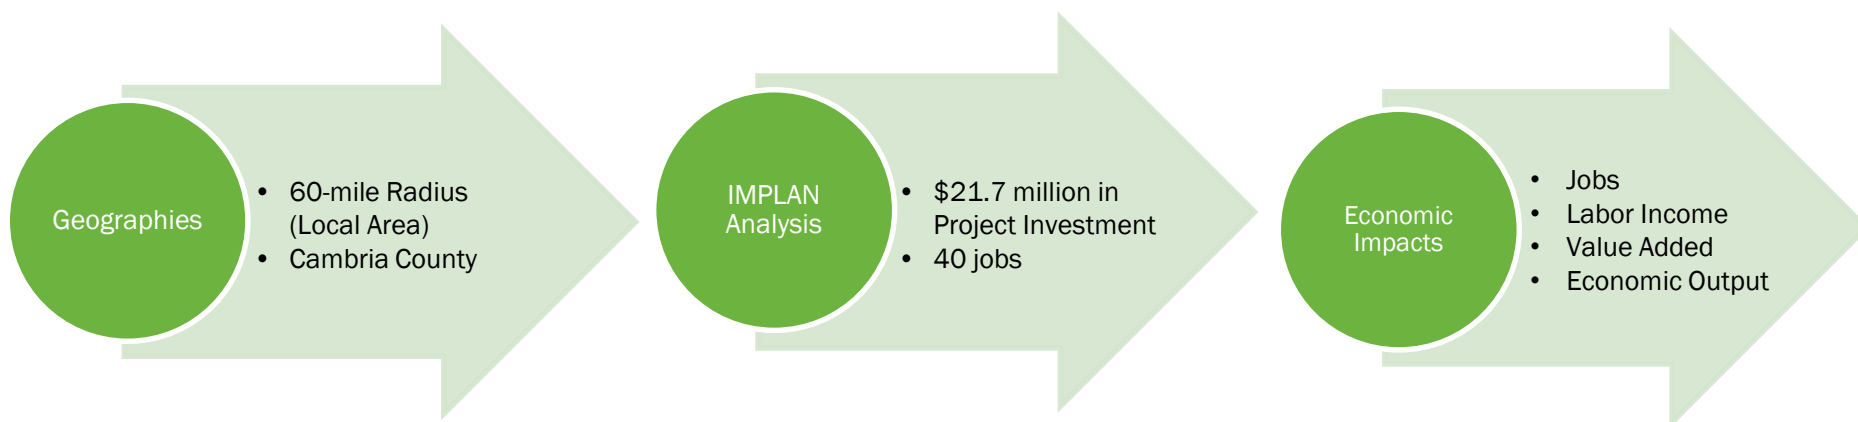 Geographies
• 60-mile Radius
(Local Area)
• Cambria County
IMPLAN
Analysis
• $21.7 million in
Project Investment
• 40 jobs
Economic
Impacts
• Jobs
• Labor Income
• Value Added
• Economic Output